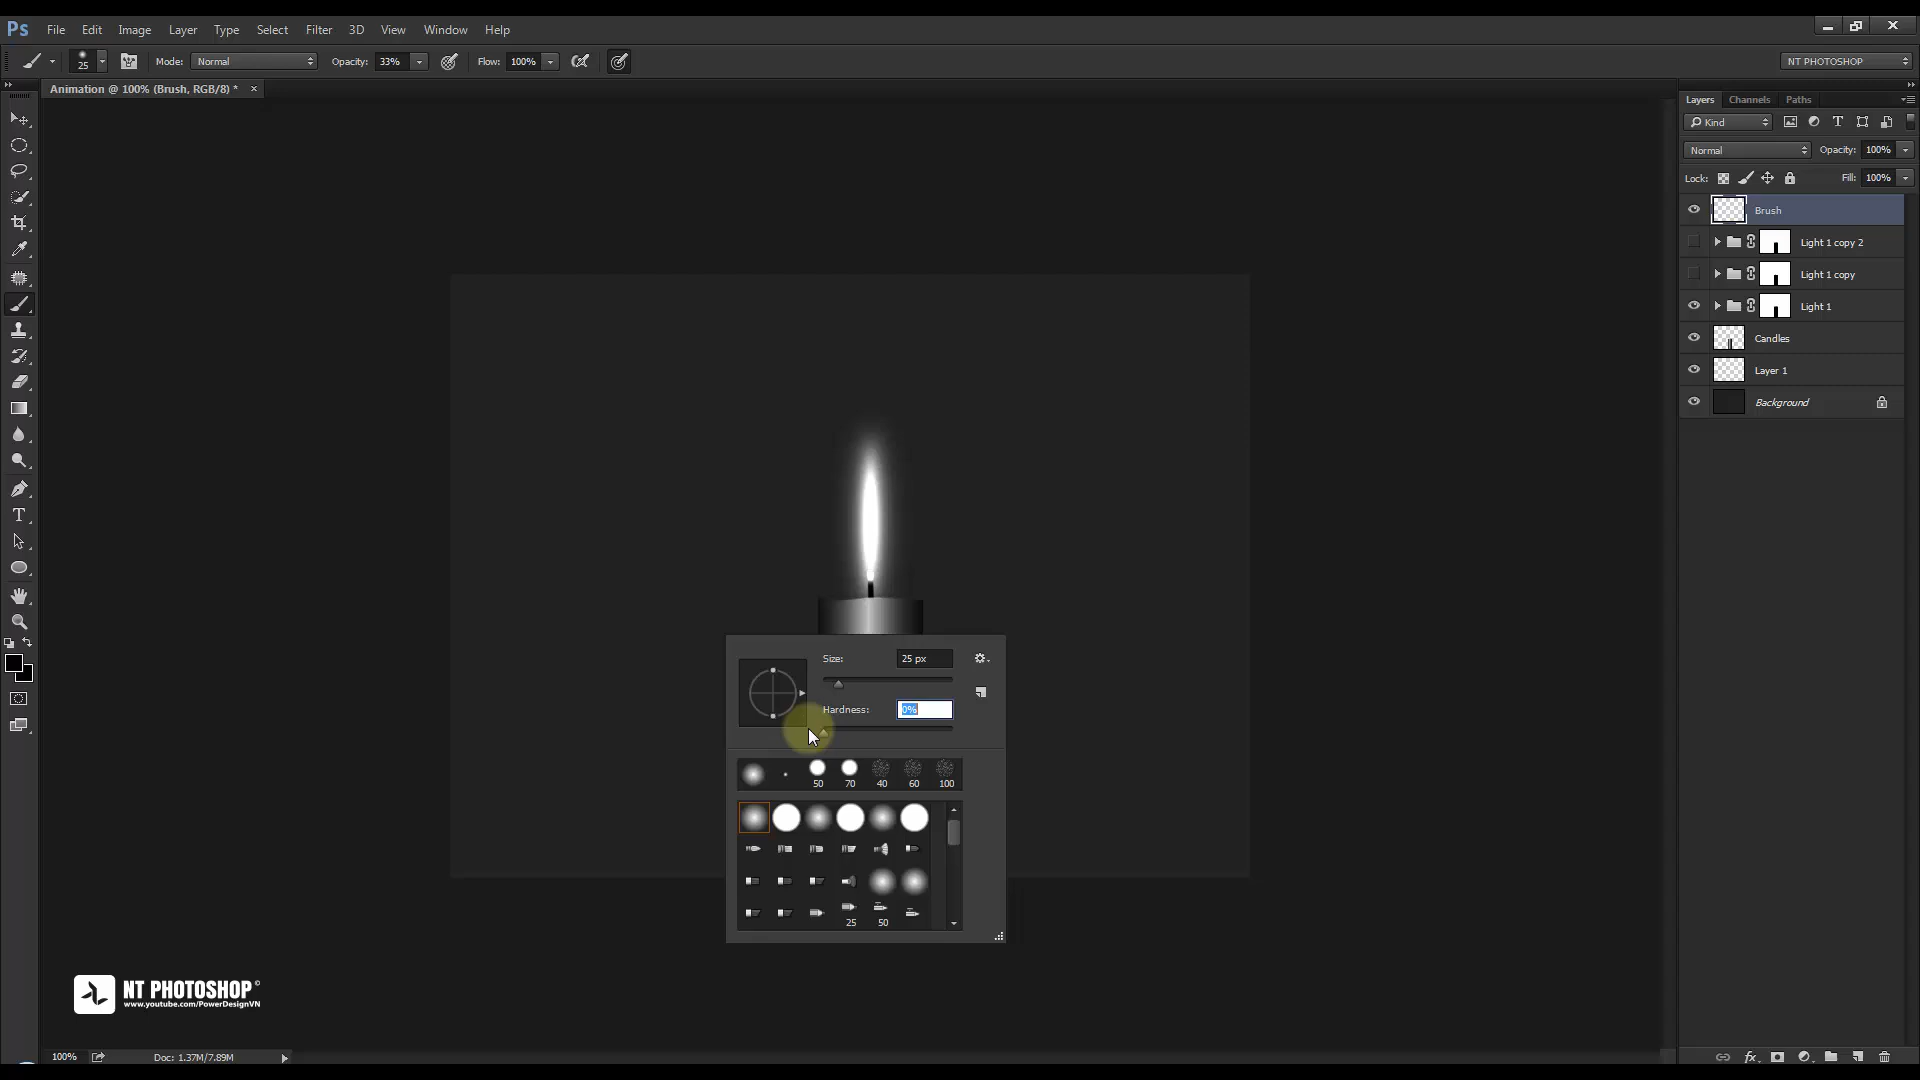 Ps File Edit Image Layer Type Select Filter 3D View Window Help
25 Mode: Normal Opacity: 33% Flow: 100% NT PHOTOSHOP
Animation @ 100% (Brush, RGB/8) * ×
Layers Channels Paths
Kind
Normal Opacity: 100%
Lock: Fill: 100%
Brush
Light 1 copy 2
Light 1 copy
Light 1
Candles
Layer 1
Background
Size: 25 px
Hardness: 0%
50 70 40 60 100
25 50
NT PHOTOSHOP ©
www.youtube.com/PowerDesignVN
100% Doc: 1.37M/7.89M